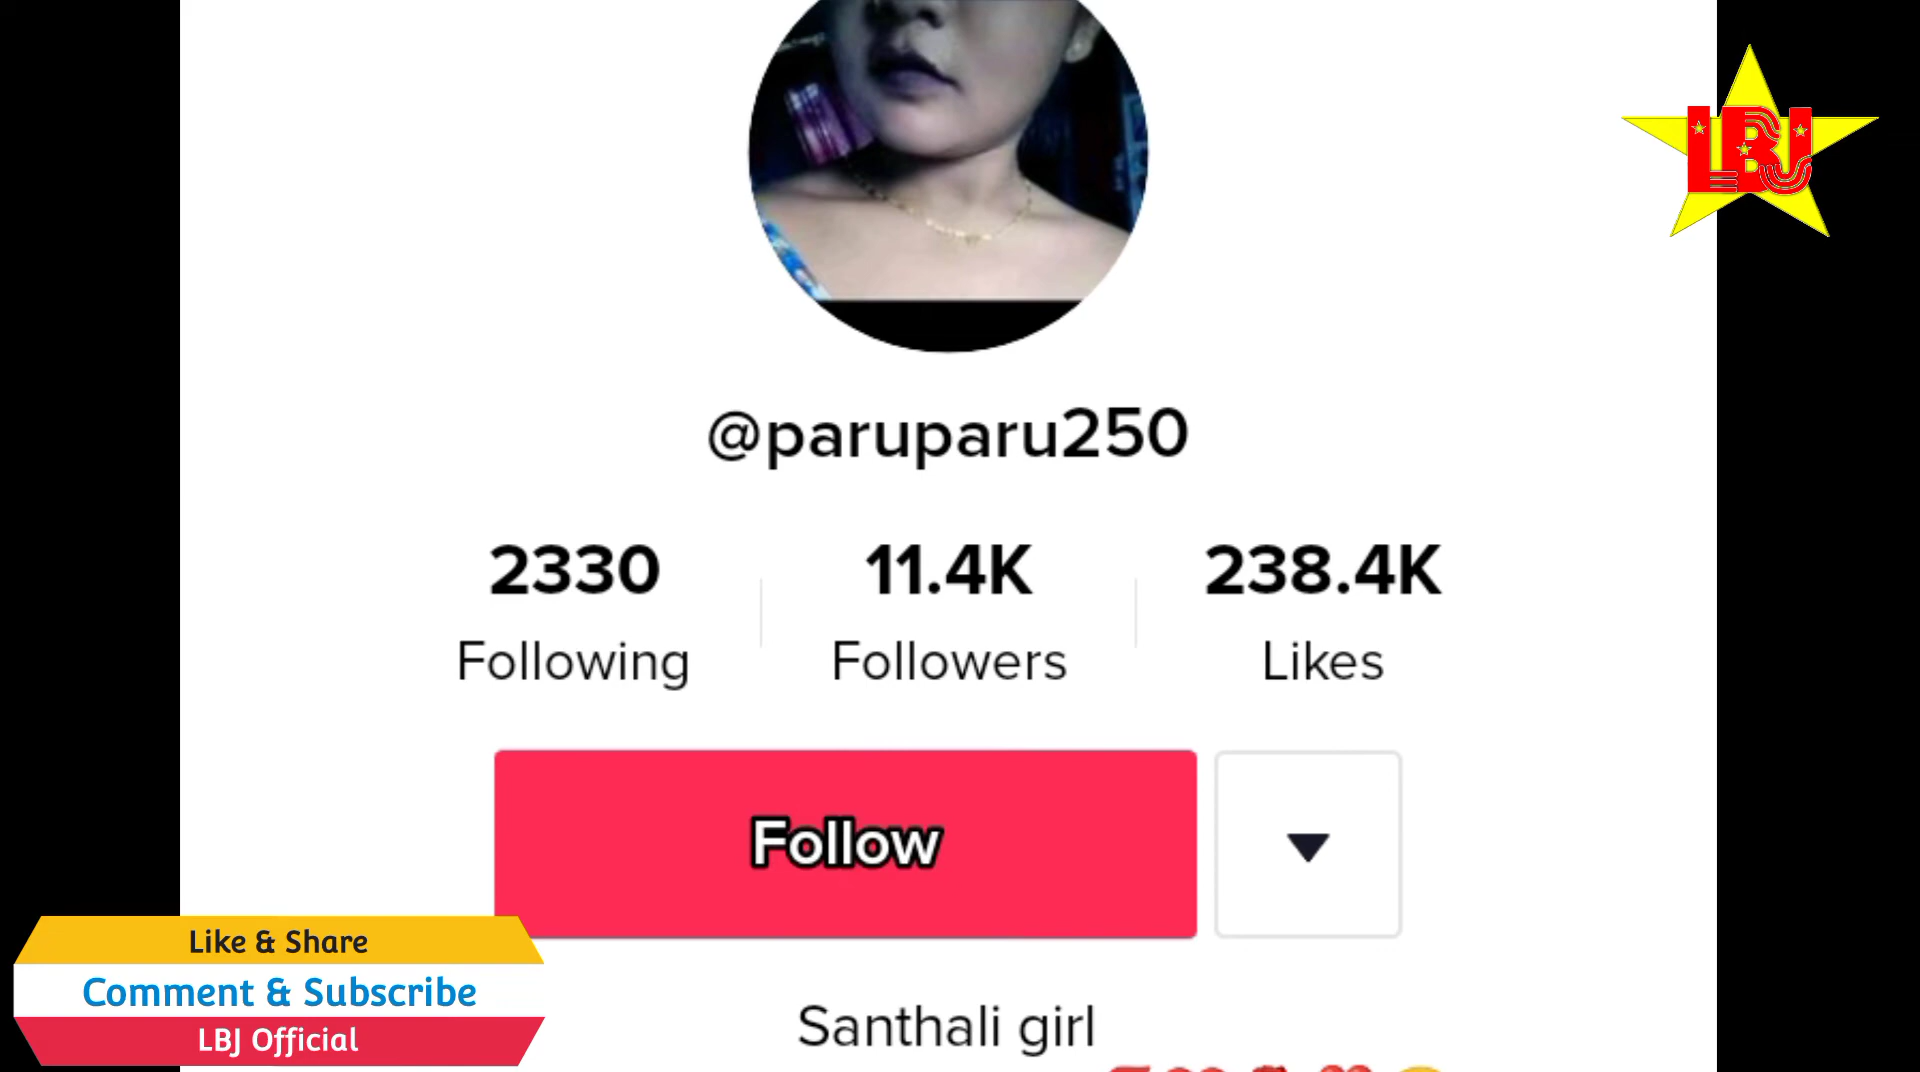 LBJ
@paruparu250
2330 11.4K 238.4K
Following Followers Likes
Follow
Like & Share
Comment & Subscribe
LBJ Official
Santhali girl